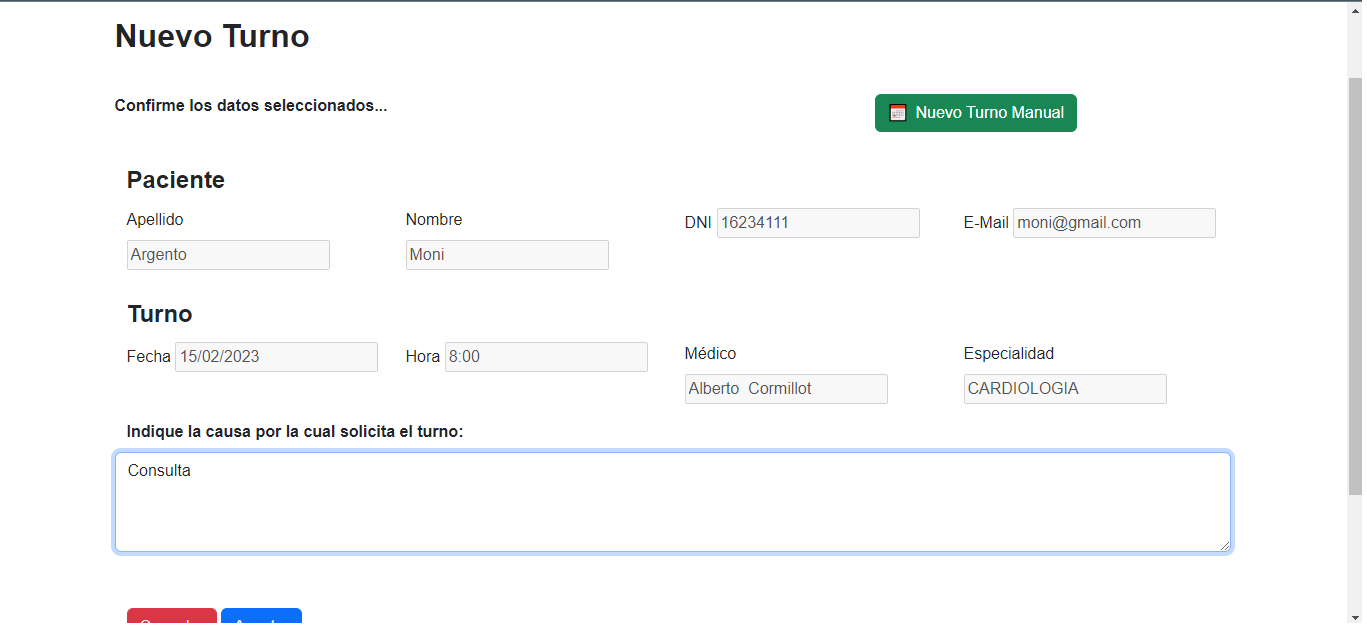 Nuevo Turno
Confirme los datos seleccionados...
Nuevo Turno Manual
Paciente
Apellido
Argento
Nombre
Moni
DNI 16234111
E-Mail moni@gmail.com
Turno
Fecha 15/02/2023
Hora 8:00
Médico
Alberto Cormillot
Especialidad
CARDIOLOGIA
Indique la causa por la cual solicita el turno:
Consulta